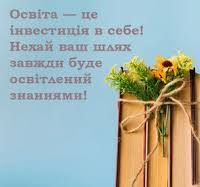 Освіта — це
інвестиція в себе!
Нехай ваш шлях
завжди буде
освітлений
знаннями!